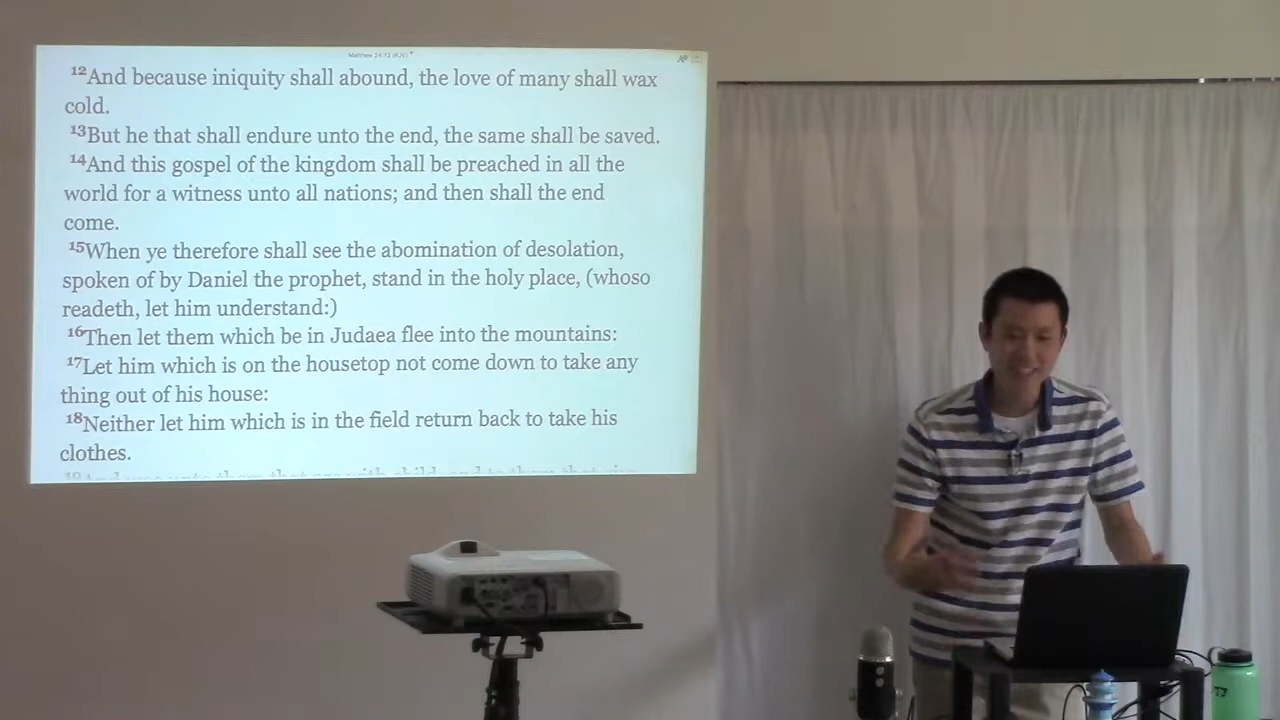 Matthew 24:12 (KJV)
12And because iniquity shall abound, the love of many shall wax
cold.
13But he that shall endure unto the end, the same shall be saved.
14And this gospel of the kingdom shall be preached in all the
world for a witness unto all nations; and then shall the end
come.
15When ye therefore shall see the abomination of desolation,
spoken of by Daniel the prophet, stand in the holy place, (whoso
readeth, let him understand:)
16Then let them which be in Judaea flee into the mountains:
17Let him which is on the housetop not come down to take any
thing out of his house:
18Neither let him which is in the field return back to take his
clothes.